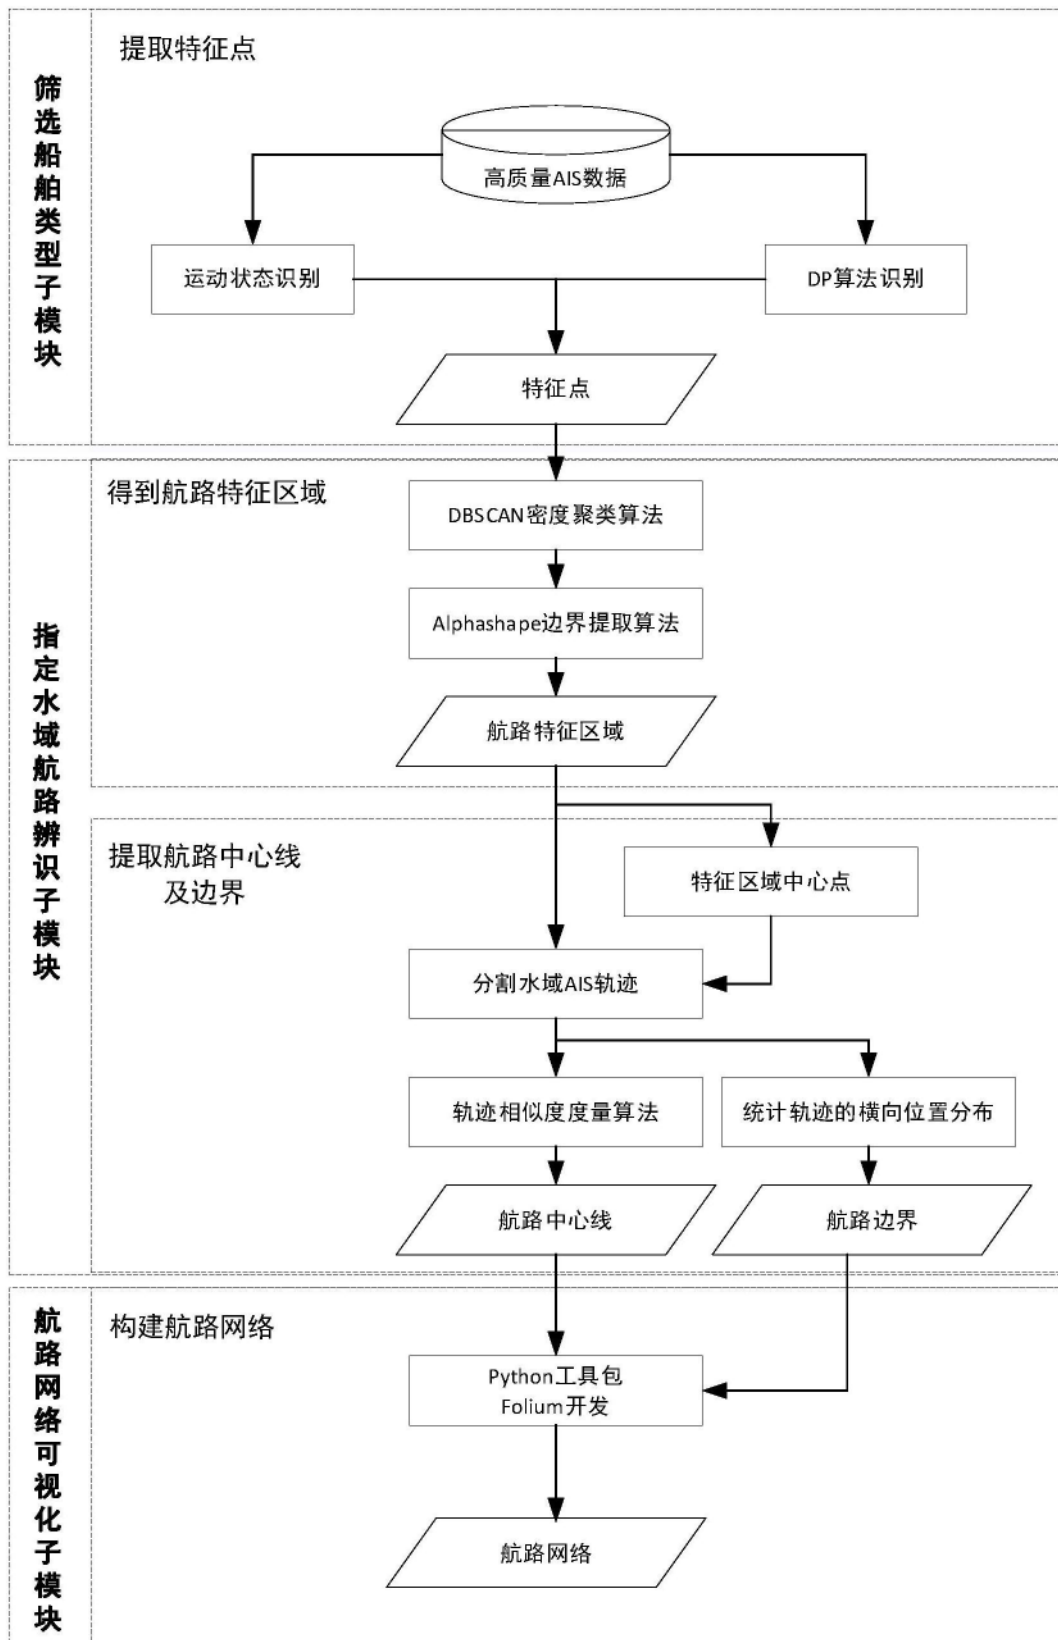 筛选船舶类型子模块
提取特征点
高质量AIS数据
运动状态识别
DP算法识别
特征点
指定水域航路辨识子模块
得到航路特征区域
DBSCAN密度聚类算法
Alphashape边界提取算法
航路特征区域
提取航路中心线
及边界
特征区域中心点
分割水域AIS轨迹
轨迹相似度度量算法
统计轨迹的横向位置分布
航路中心线
航路边界
航路网络可视化子模块
构建航路网络
Python工具包
Folium开发
航路网络